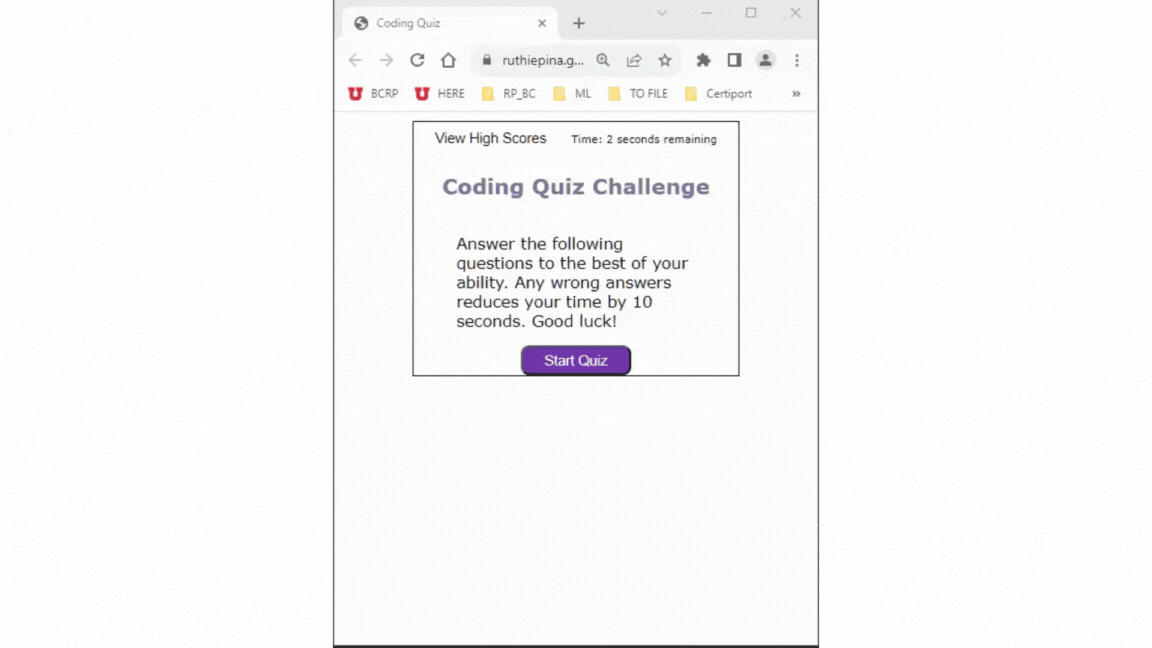 Coding Quiz
ruthiepina.g...
BCRP HERE RP_BC ML TO FILE Certiport »
View High Scores Time: 2 seconds remaining
Coding Quiz Challenge
Answer the following
questions to the best of your
ability. Any wrong answers
reduces your time by 10
seconds. Good luck!
Start Quiz